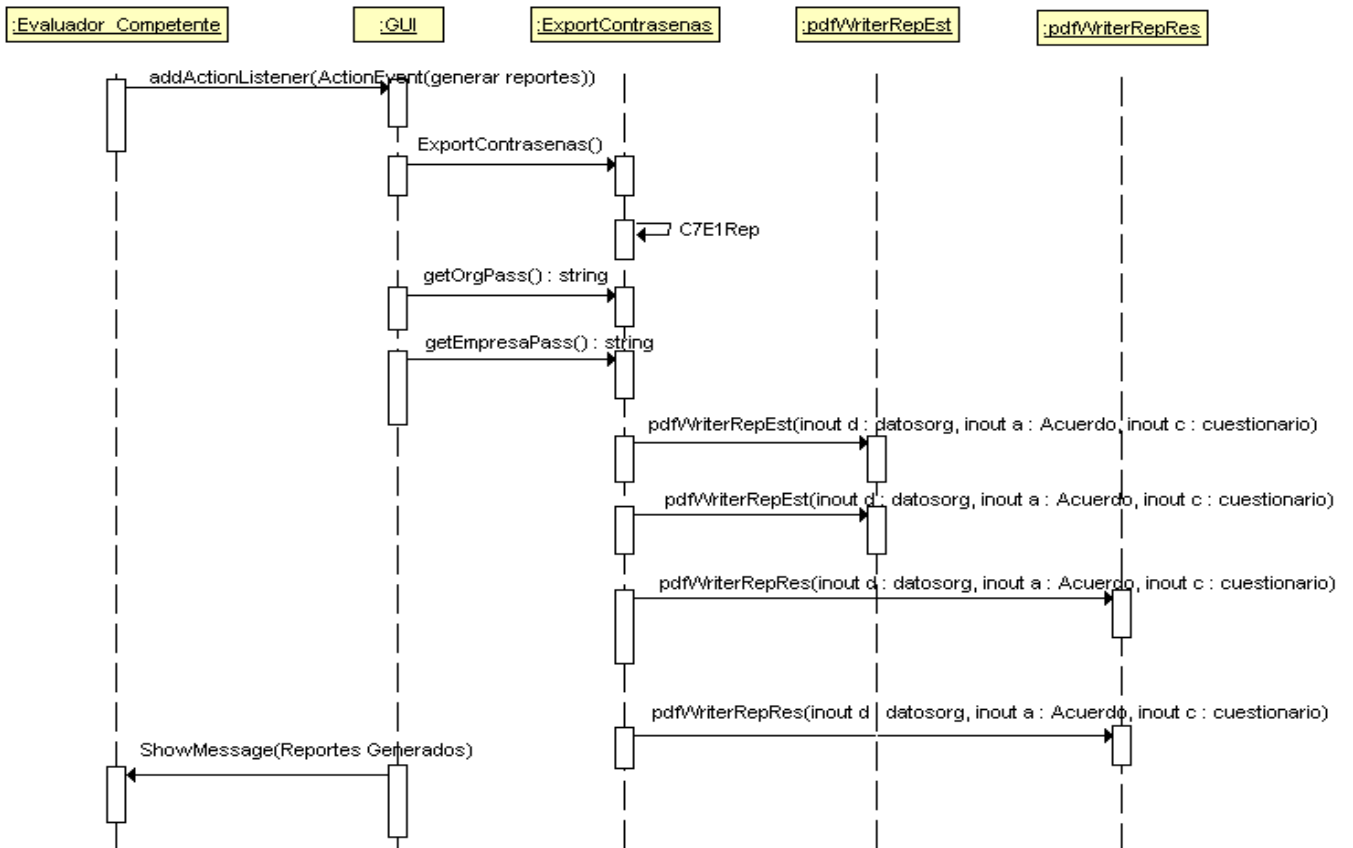 :Evaluador_Competente
:GUI
:ExportContrasenas
:pdfWriterRepEst
:pdfWriterRepRes
addActionListener(ActionEvent(generar reportes))
ExportContrasenas()
C7E1Rep
getOrgPass() : string
getEmpresaPass() : string
pdfWriterRepEst(inout d : datosorg, inout a : Acuerdo, inout c : cuestionario)
pdfWriterRepEst(inout d : datosorg, inout a : Acuerdo, inout c : cuestionario)
pdfWriterRepRes(inout d : datosorg, inout a : Acuerdo, inout c : cuestionario)
pdfWriterRepRes(inout d : datosorg, inout a : Acuerdo, inout c : cuestionario)
ShowMessage(Reportes Generados)